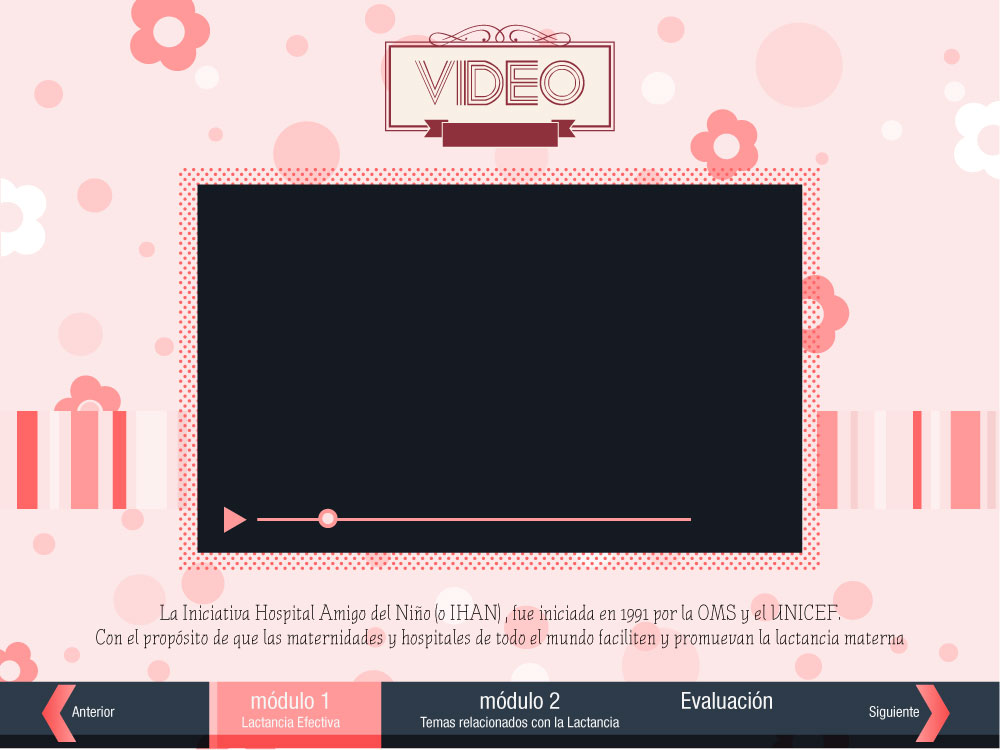 VIDEO
La Iniciativa Hospital Amigo del Niño (o IHAN), fue iniciada en 1991 por la OMS y el UNICEF.
Con el propósito de que las maternidades y hospitales de todo el mundo faciliten y promuevan la lactancia materna
Anterior
módulo 1
Lactancia Efectiva
módulo 2
Temas relacionados con la Lactancia
Evaluación
Siguiente